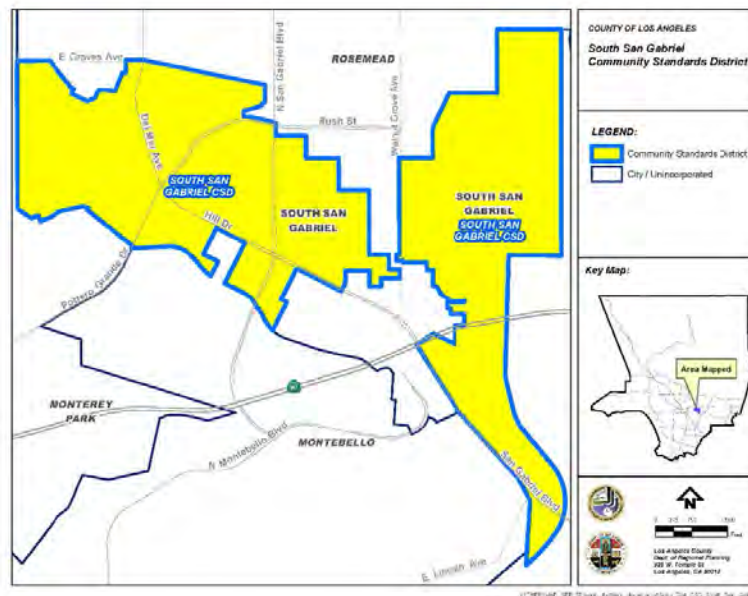 COUNTY OF LOS ANGELES
South San Gabriel
Community Standards District
LEGEND:
Community Standards District
City / Unincorporated
Key Map:
Area Mapped
N
Feet
Los Angeles County
Dept. of Regional Planning
320 W. Temple St.
Los Angeles, CA 90012
E Graves Ave
N San Gabriel Blvd
ROSEMEAD
Del Mar Ave
Rush St
Walnut Grove Ave
SOUTH SAN
GABRIEL CSD
Hill Dr
SOUTH SAN
GABRIEL
SOUTH SAN
GABRIEL
SOUTH SAN
GABRIEL CSD
Potrero Grande Dr
MONTEREY
PARK
N Montebello Blvd
MONTEBELLO
San Gabriel Blvd
E Lincoln Ave